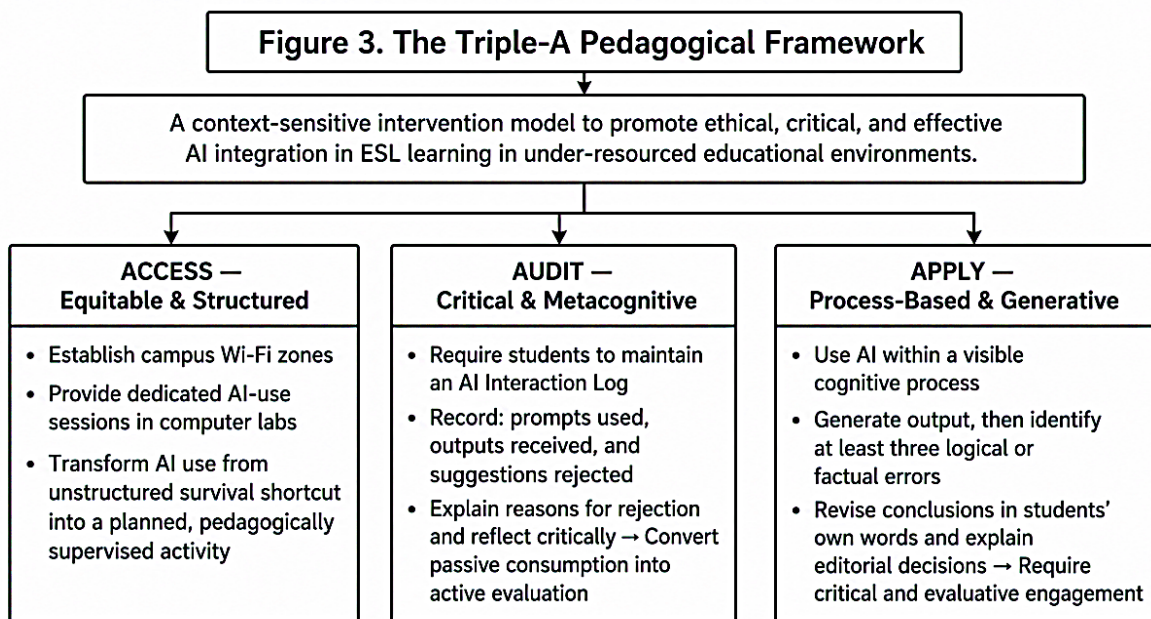 Figure 3. The Triple-A Pedagogical Framework
A context-sensitive intervention model to promote ethical, critical, and effective
AI integration in ESL learning in under-resourced educational environments.
ACCESS —
Equitable & Structured
• Establish campus Wi-Fi zones
• Provide dedicated AI-use
sessions in computer labs
• Transform AI use from
unstructured survival shortcut
into a planned, pedagogically
supervised activity
AUDIT —
Critical & Metacognitive
• Require students to maintain
an AI Interaction Log
• Record: prompts used,
outputs received, and
suggestions rejected
• Explain reasons for rejection
and reflect critically → Convert
passive consumption into
active evaluation
APPLY —
Process-Based & Generative
• Use AI within a visible
cognitive process
• Generate output, then identify
at least three logical or
factual errors
• Revise conclusions in students’
own words and explain
editorial decisions → Require
critical and evaluative engagement